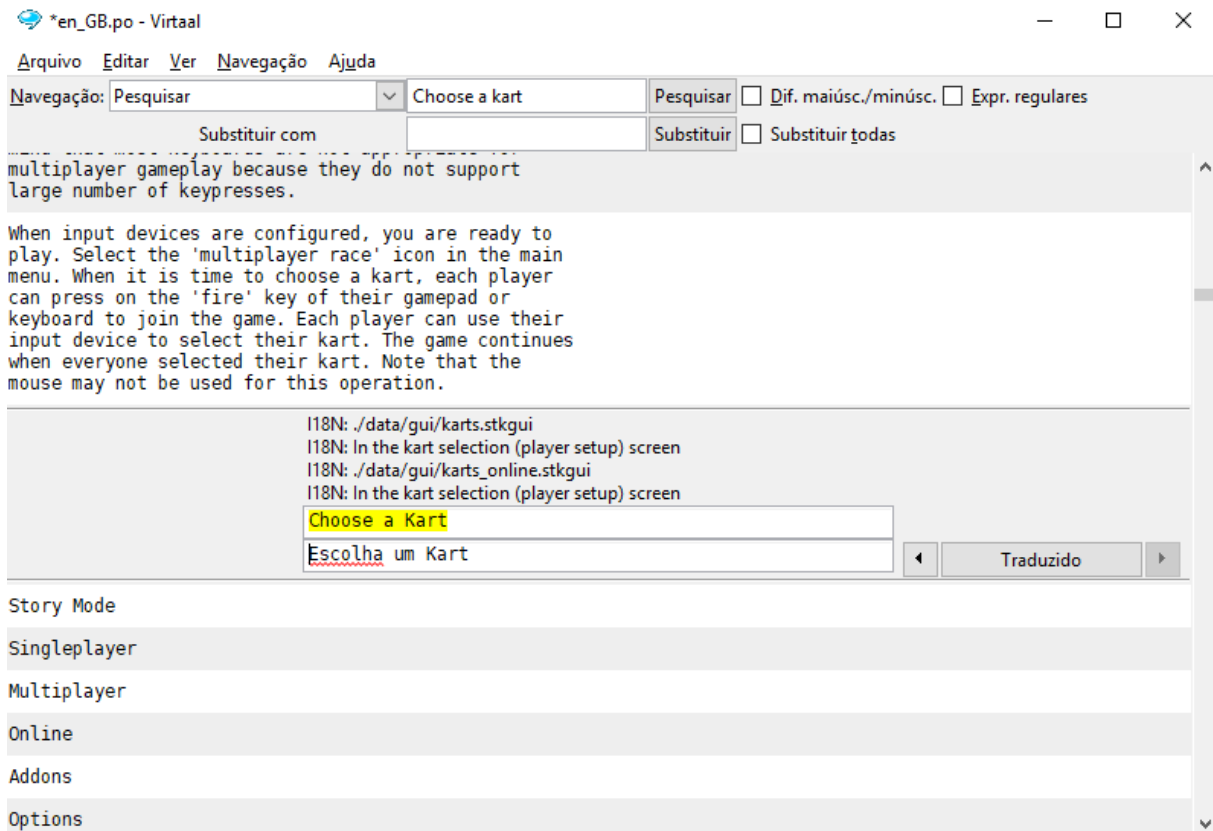 *en_GB.po - Virtaal
Arquivo Editar Ver Navegação Ajuda
Navegação: Pesquisar Choose a kart Pesquisar Dif. maiúsc./minúsc. Expr. regulares
Substituir com Substituir Substituir todas
multiplayer gameplay because they do not support
large number of keypresses.
When input devices are configured, you are ready to
play. Select the 'multiplayer race' icon in the main
menu. When it is time to choose a kart, each player
can press on the 'fire' key of their gamepad or
keyboard to join the game. Each player can use their
input device to select their kart. The game continues
when everyone selected their kart. Note that the
mouse may not be used for this operation.
I18N: ./data/gui/karts.stkgui
I18N: In the kart selection (player setup) screen
I18N: ./data/gui/karts_online.stkgui
I18N: In the kart selection (player setup) screen
Choose a Kart
Escolha um Kart
Traduzido
Story Mode
Singleplayer
Multiplayer
Online
Addons
Options